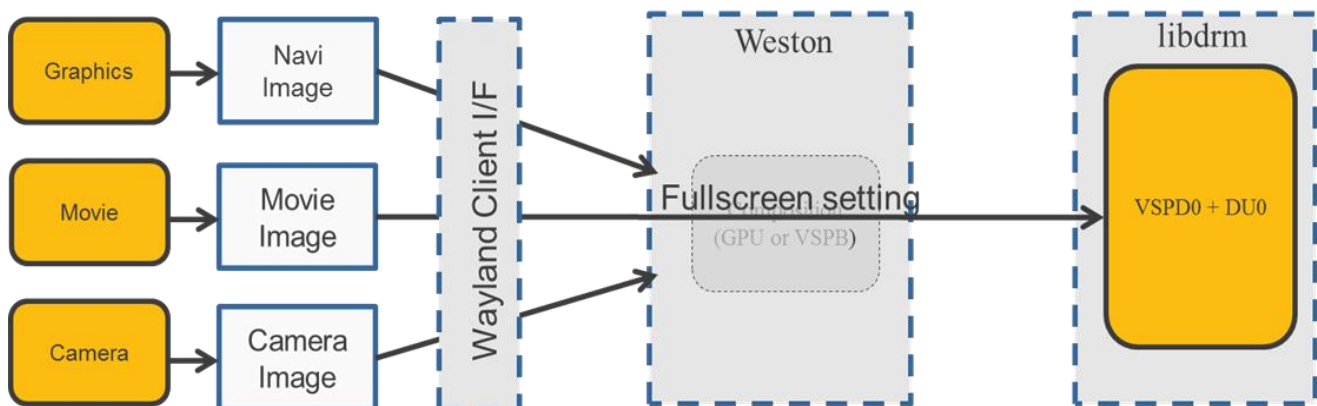 Graphics
Navi
Image
Movie
Movie
Image
Camera
Camera
Image
Wayland Client I/F
Weston
Fullscreen setting
Composition
(GPU or VSPB)
libdrm
VSPD0 + DU0